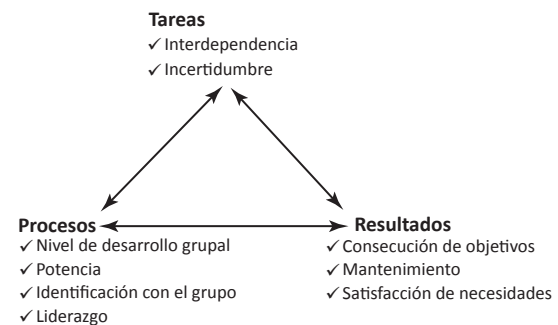 Tareas
✓ Interdependencia
✓ Incertidumbre
Procesos
✓ Nivel de desarrollo grupal
✓ Potencia
✓ Identificación con el grupo
✓ Liderazgo
Resultados
✓ Consecución de objetivos
✓ Mantenimiento
✓ Satisfacción de necesidades